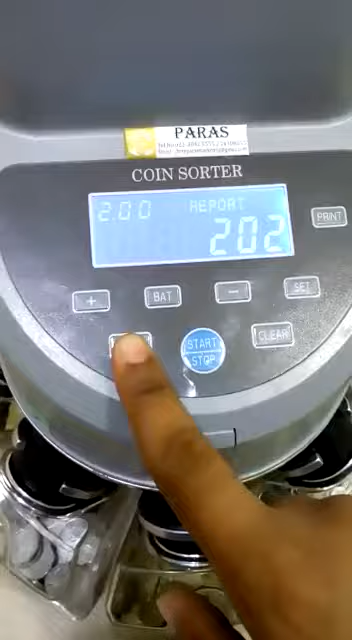 PARAS
COIN SORTER
2.00 REPORT
202
PRINT
+ BAT - SET
START
STOP
CLEAR